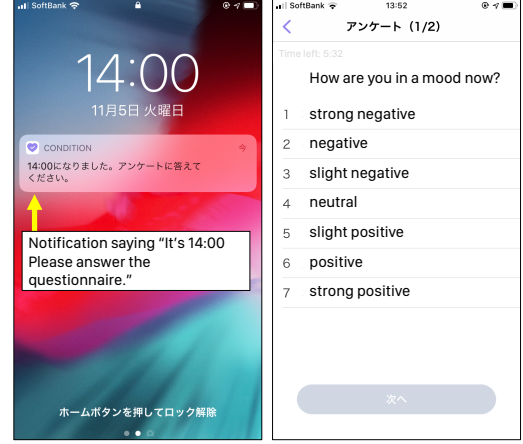 SoftBank
14:00
11月5日 火曜日
CONDITION
今
14:00になりました。アンケートに答えて
ください。
Notification saying “It’s 14:00
Please answer the
questionnaire.”
ホームボタンを押してロック解除
SoftBank
13:52
アンケート（1/2）
Time left: 5:32
How are you in a mood now?
1 strong negative
2 negative
3 slight negative
4 neutral
5 slight positive
6 positive
7 strong positive
次へ